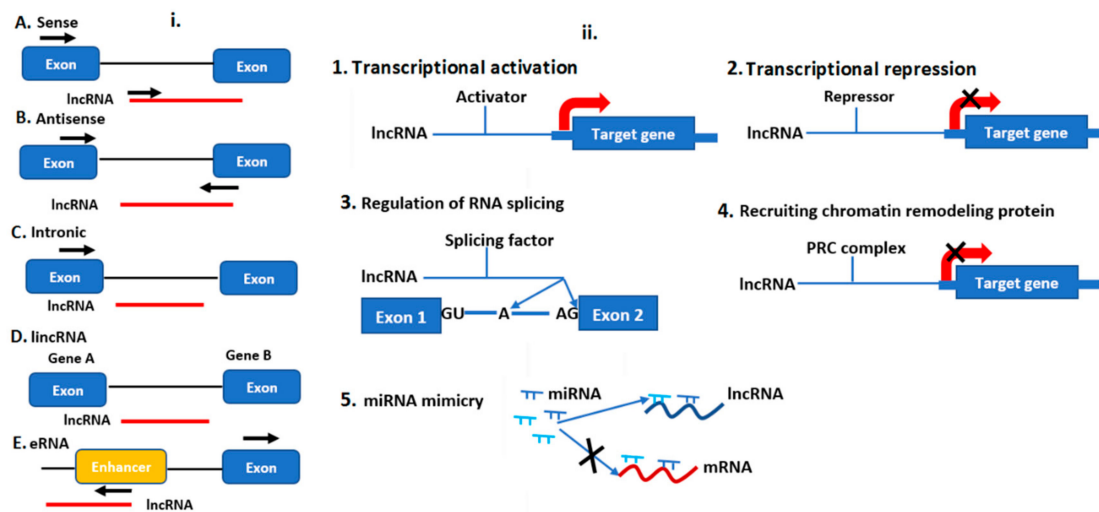 i.
A. Sense
Exon Exon
lncRNA
B. Antisense
Exon Exon
lncRNA
C. Intronic
Exon Exon
lncRNA
D. lincRNA
Gene A Gene B
Exon Exon
lncRNA
E. eRNA
Enhancer Exon
lncRNA
ii.
1. Transcriptional activation
Activator
lncRNA
Target gene
2. Transcriptional repression
Repressor
lncRNA
Target gene
3. Regulation of RNA splicing
Splicing factor
lncRNA
Exon 1 GU A AG Exon 2
4. Recruiting chromatin remodeling protein
PRC complex
lncRNA
Target gene
5. miRNA mimicry
miRNA
lncRNA
mRNA